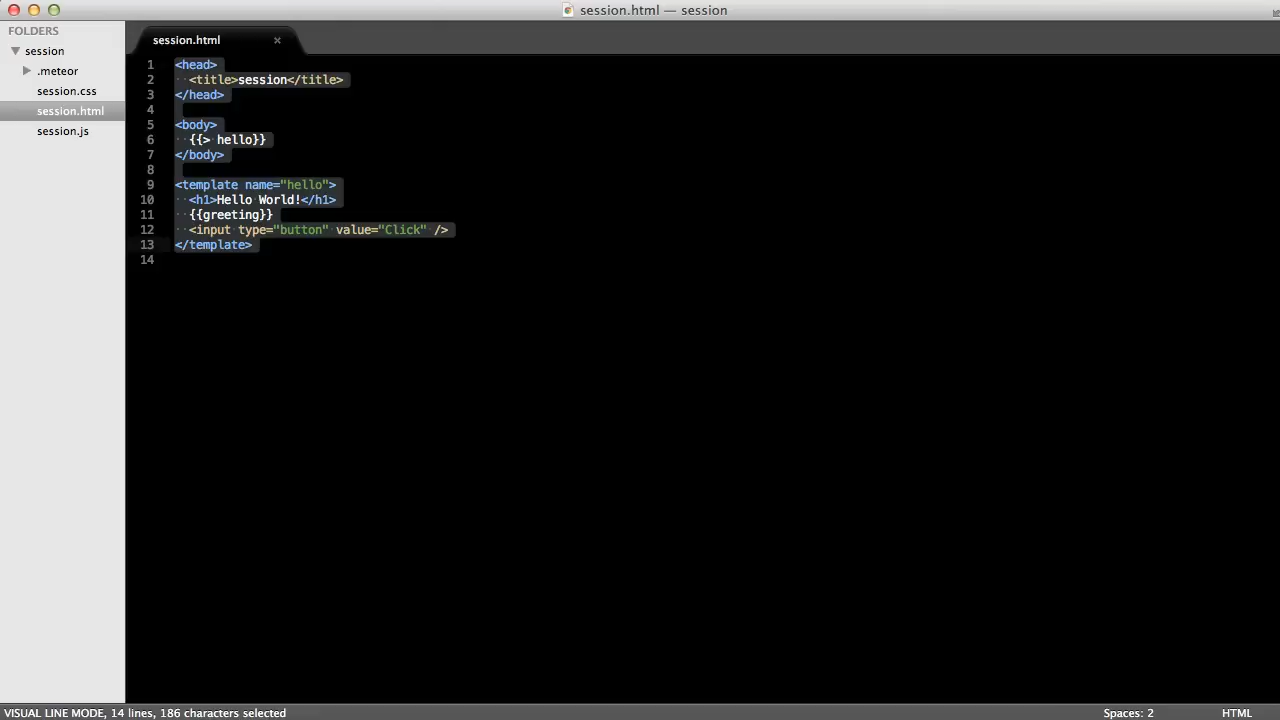 session.html — session
FOLDERS
session
.meteor
session.css
session.html
session.js
session.html ×
1 <head>
2 <title>session</title>
3 </head>
4
5 <body>
6 {{> hello}}
7 </body>
8
9 <template name="hello">
10 <h1>Hello World!</h1>
11 {{greeting}}
12 <input type="button" value="Click" />
13 </template>
14
VISUAL LINE MODE, 14 lines, 186 characters selected
Spaces: 2
HTML